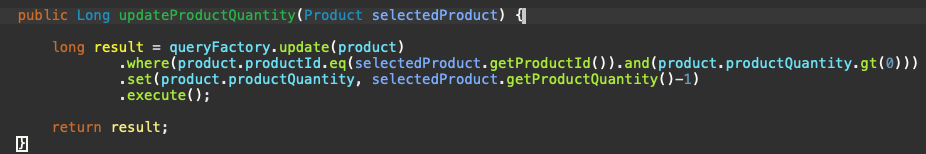 public Long updateProductQuantity(Product selectedProduct) {
long result = queryFactory.update(product)
.where(product.productId.eq(selectedProduct.getProductId()).and(product.productQuantity.gt(0)))
.set(product.productQuantity, selectedProduct.getProductQuantity()-1)
.execute();
return result;
}